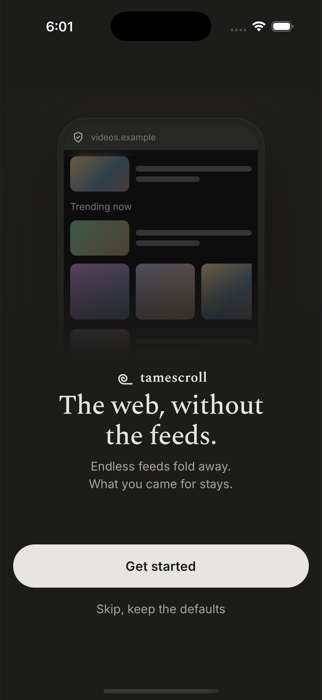 6:01
videos.example
Trending now
tamescroll
The web, without
the feeds.
Endless feeds fold away.
What you came for stays.
Get started
Skip, keep the defaults